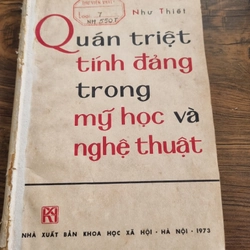 Như Thiết
Quán triệt
tính đảng
trong
mỹ học và
nghệ thuật
NHÀ XUẤT BẢN KHOA HỌC XÃ HỘI - HÀ NỘI - 1973